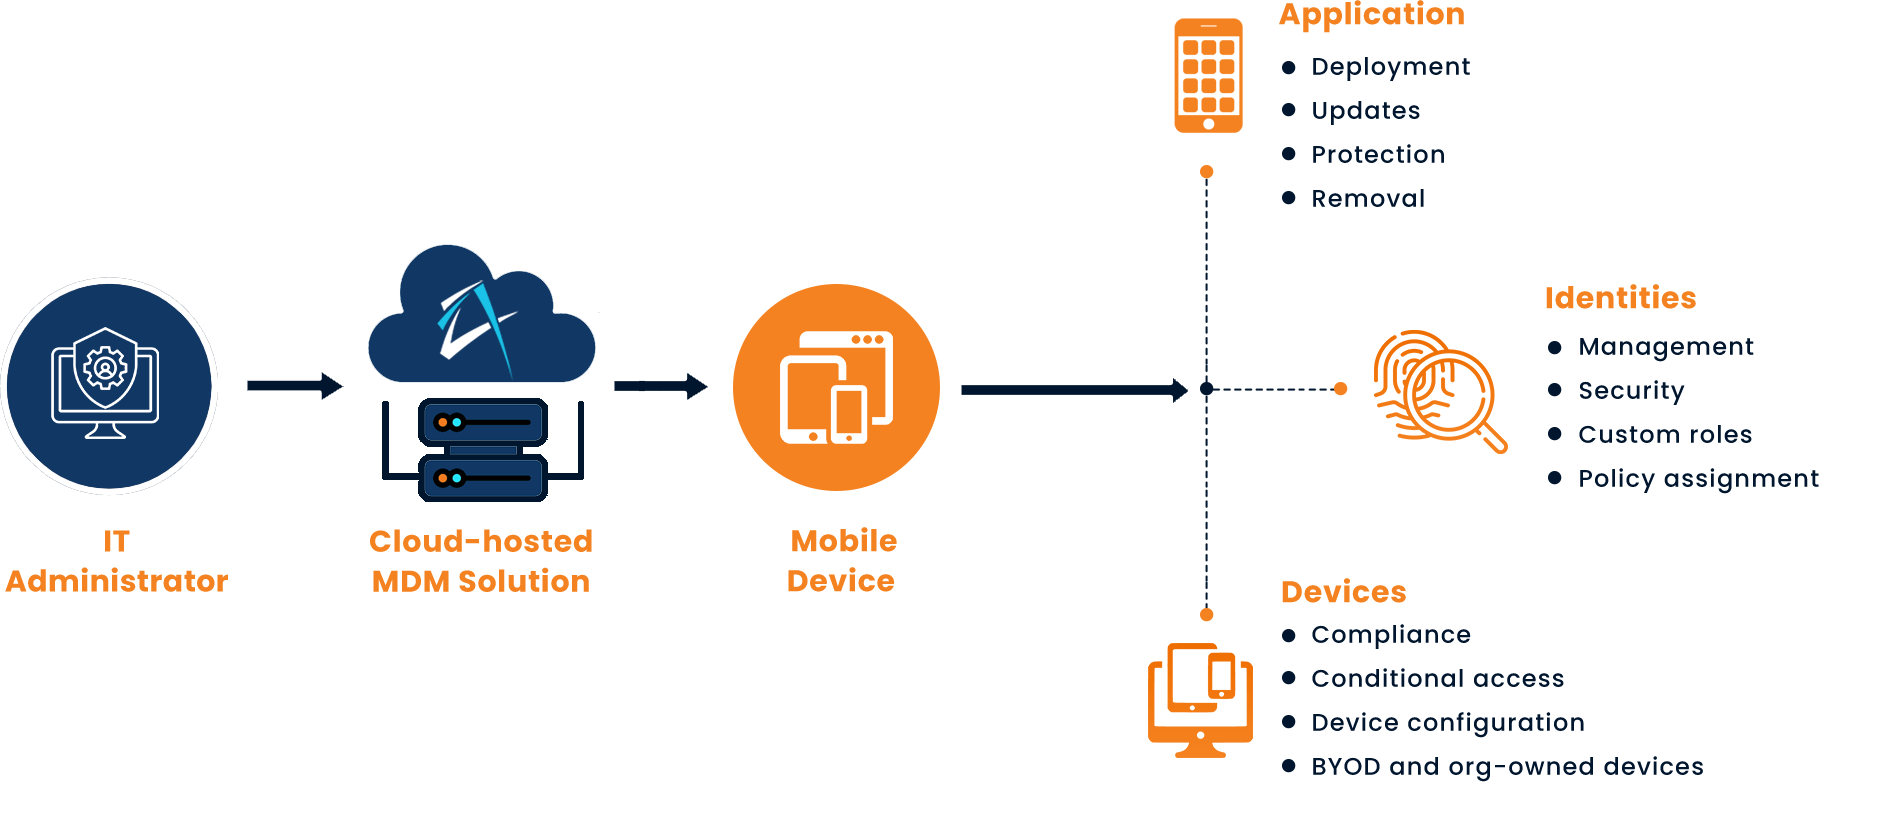 IT
Administrator
Cloud-hosted
MDM Solution
Mobile
Device
Application
Deployment
Updates
Protection
Removal
Identities
Management
Security
Custom roles
Policy assignment
Devices
Compliance
Conditional access
Device configuration
BYOD and org-owned devices